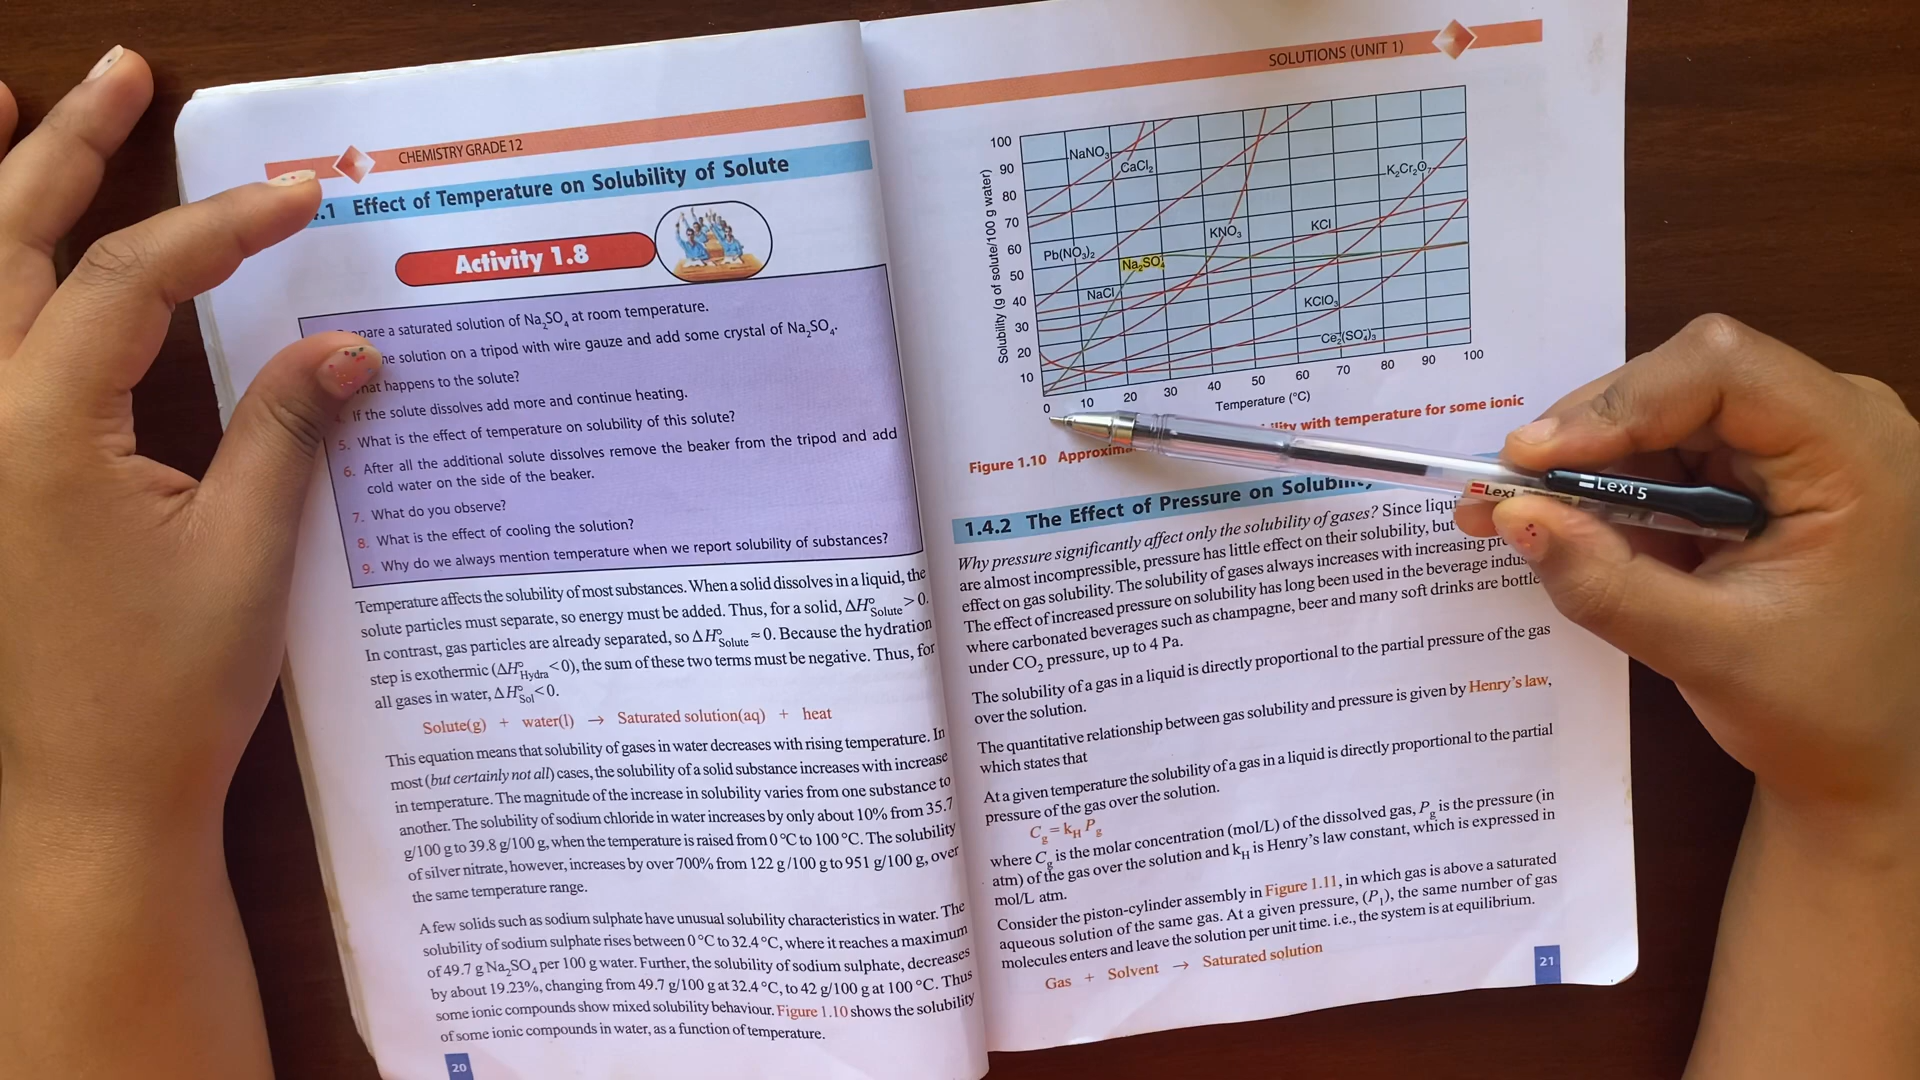 CHEMISTRY GRADE 12
.1 Effect of Temperature on Solubility of Solute
Activity 1.8
a saturated solution of Na₂SO₄ at room temperature.
solution on a tripod with wire gauze and add some crystal of Na₂SO₄.
happens to the solute?
If the solute dissolves add more and continue heating.
5. What is the effect of temperature on solubility of this solute?
6. After all the additional solute dissolves remove the beaker from the tripod and add
cold water on the side of the beaker.
7. What do you observe?
8. What is the effect of cooling the solution?
9. Why do we always mention temperature when we report solubility of substances?
Temperature affects the solubility of most substances. When a solid dissolves in a liquid, the
solute particles must separate, so energy must be added. Thus, for a solid, ΔH°Solute > 0.
In contrast, gas particles are already separated, so ΔH°Solute ≈ 0. Because the hydration
step is exothermic (ΔH°Hydra < 0), the sum of these two terms must be negative. Thus, for
all gases in water, ΔH°Sol < 0.
Solute(g) + water(l) → Saturated solution(aq) + heat
This equation means that solubility of gases in water decreases with rising temperature. In
most (but certainly not all) cases, the solubility of a solid substance increases with increase
in temperature. The magnitude of the increase in solubility varies from one substance to
another. The solubility of sodium chloride in water increases by only about 10% from 35.7
g/100 g to 39.8 g/100 g, when the temperature is raised from 0 °C to 100 °C. The solubility
of silver nitrate, however, increases by over 700% from 122 g/100 g to 951 g/100 g, over
the same temperature range.
A few solids such as sodium sulphate have unusual solubility characteristics in water. The
solubility of sodium sulphate rises between 0 °C to 32.4 °C, where it reaches a maximum
of 49.7 g Na₂SO₄ per 100 g water. Further, the solubility of sodium sulphate, decreases
by about 19.23%, changing from 49.7 g/100 g at 32.4 °C, to 42 g/100 g at 100 °C. Thus
some ionic compounds show mixed solubility behaviour. Figure 1.10 shows the solubility
of some ionic compounds in water, as a function of temperature.
20
SOLUTIONS (UNIT 1)
Solubility (g of solute/100 g water)
100
90
80
70
60
50
40
30
20
10
NaNO₃
CaCl₂
K₂Cr₂O₇
KNO₃
KCl
Pb(NO₃)₂
Na₂SO₄
NaCl
KClO₃
Ce₂(SO₄)₃
0 10 20 30 40 50 60 70 80 90 100
Temperature (°C)
Figure 1.10 with temperature for some ionic
1.4.2 The Effect of Pressure on
Why pressure significantly affect only the solubility of gases? Since
are almost incompressible, pressure has little effect on their solubility, but
effect on gas solubility. The solubility of gases always increases with increasing
The effect of increased pressure on solubility has long been used in the beverage
where carbonated beverages such as champagne, beer and many soft drinks are
under CO₂ pressure, up to 4 Pa.
The solubility of a gas in a liquid is directly proportional to the partial pressure of the gas
over the solution.
The quantitative relationship between gas solubility and pressure is given by Henry's law,
which states that
At a given temperature the solubility of a gas in a liquid is directly proportional to the partial
pressure of the gas over the solution.
Cg = kH Pg
where Cg is the molar concentration (mol/L) of the dissolved gas, Pg is the pressure (in
atm) of the gas over the solution and kH is Henry's law constant, which is expressed in
mol/L atm.
Consider the piston-cylinder assembly in Figure 1.11, in which gas is above a saturated
aqueous solution of the same gas. At a given pressure, (P₁), the same number of gas
molecules enters and leave the solution per unit time. i.e., the system is at equilibrium.
Gas + Solvent → Saturated solution
21
Lexi
Lexi 5